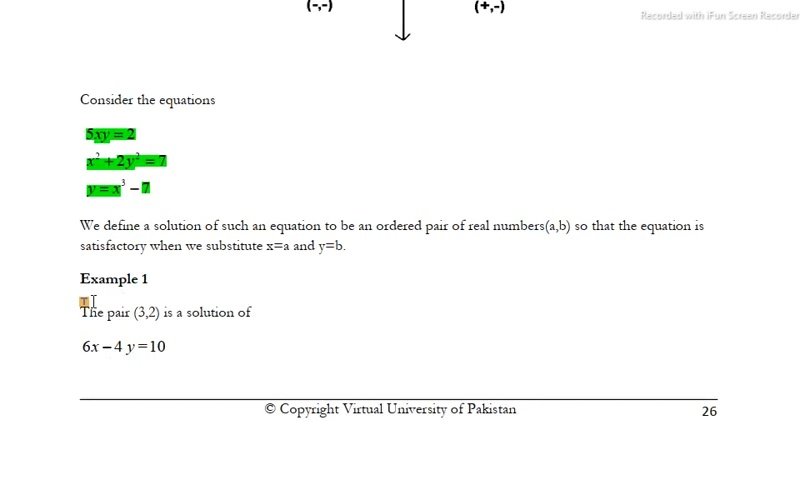 (-,-) (+,-)
Recorded with iFun Screen Recorder
Consider the equations
5xy = 2
x² + 2y² = 7
y = x³ − 7
We define a solution of such an equation to be an ordered pair of real numbers(a,b) so that the equation is
satisfactory when we substitute x=a and y=b.
Example 1
The pair (3,2) is a solution of
6x − 4 y = 10
© Copyright Virtual University of Pakistan 26